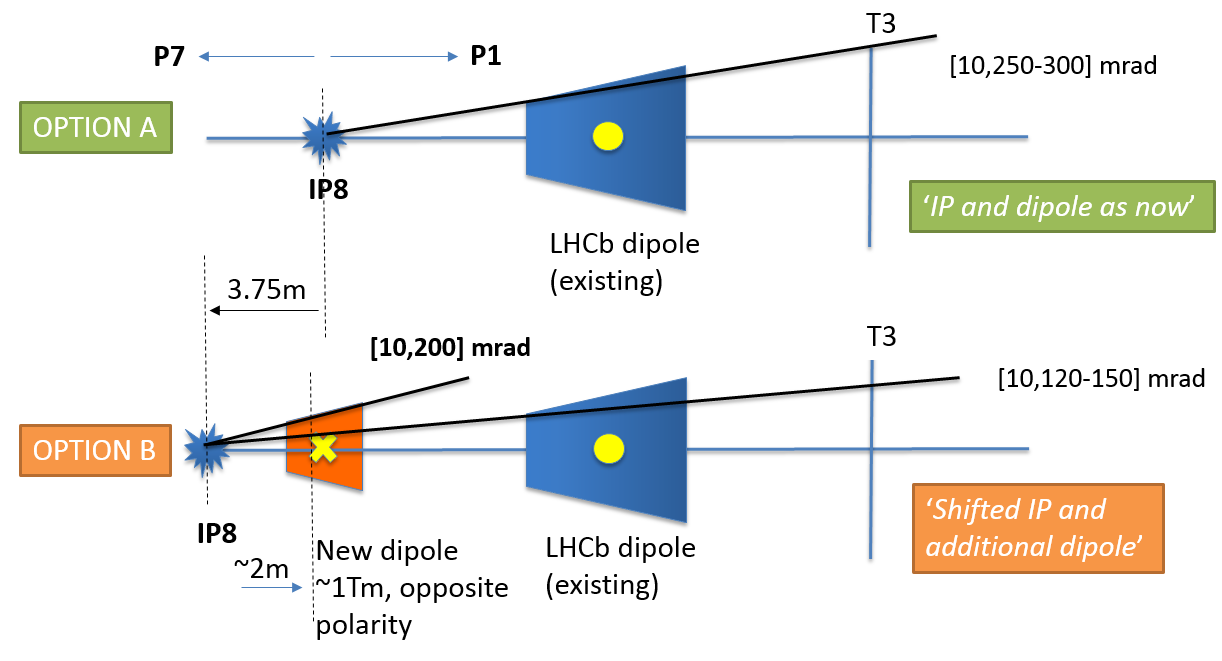 T3
P7
P1
[10,250-300] mrad
OPTION A
IP8
'IP and dipole as now'
LHCb dipole
(existing)
3.75m
T3
[10,200] mrad
[10,120-150] mrad
OPTION B
'Shifted IP and
additional dipole'
IP8
~2m
New dipole
~1Tm, opposite
polarity
LHCb dipole
(existing)